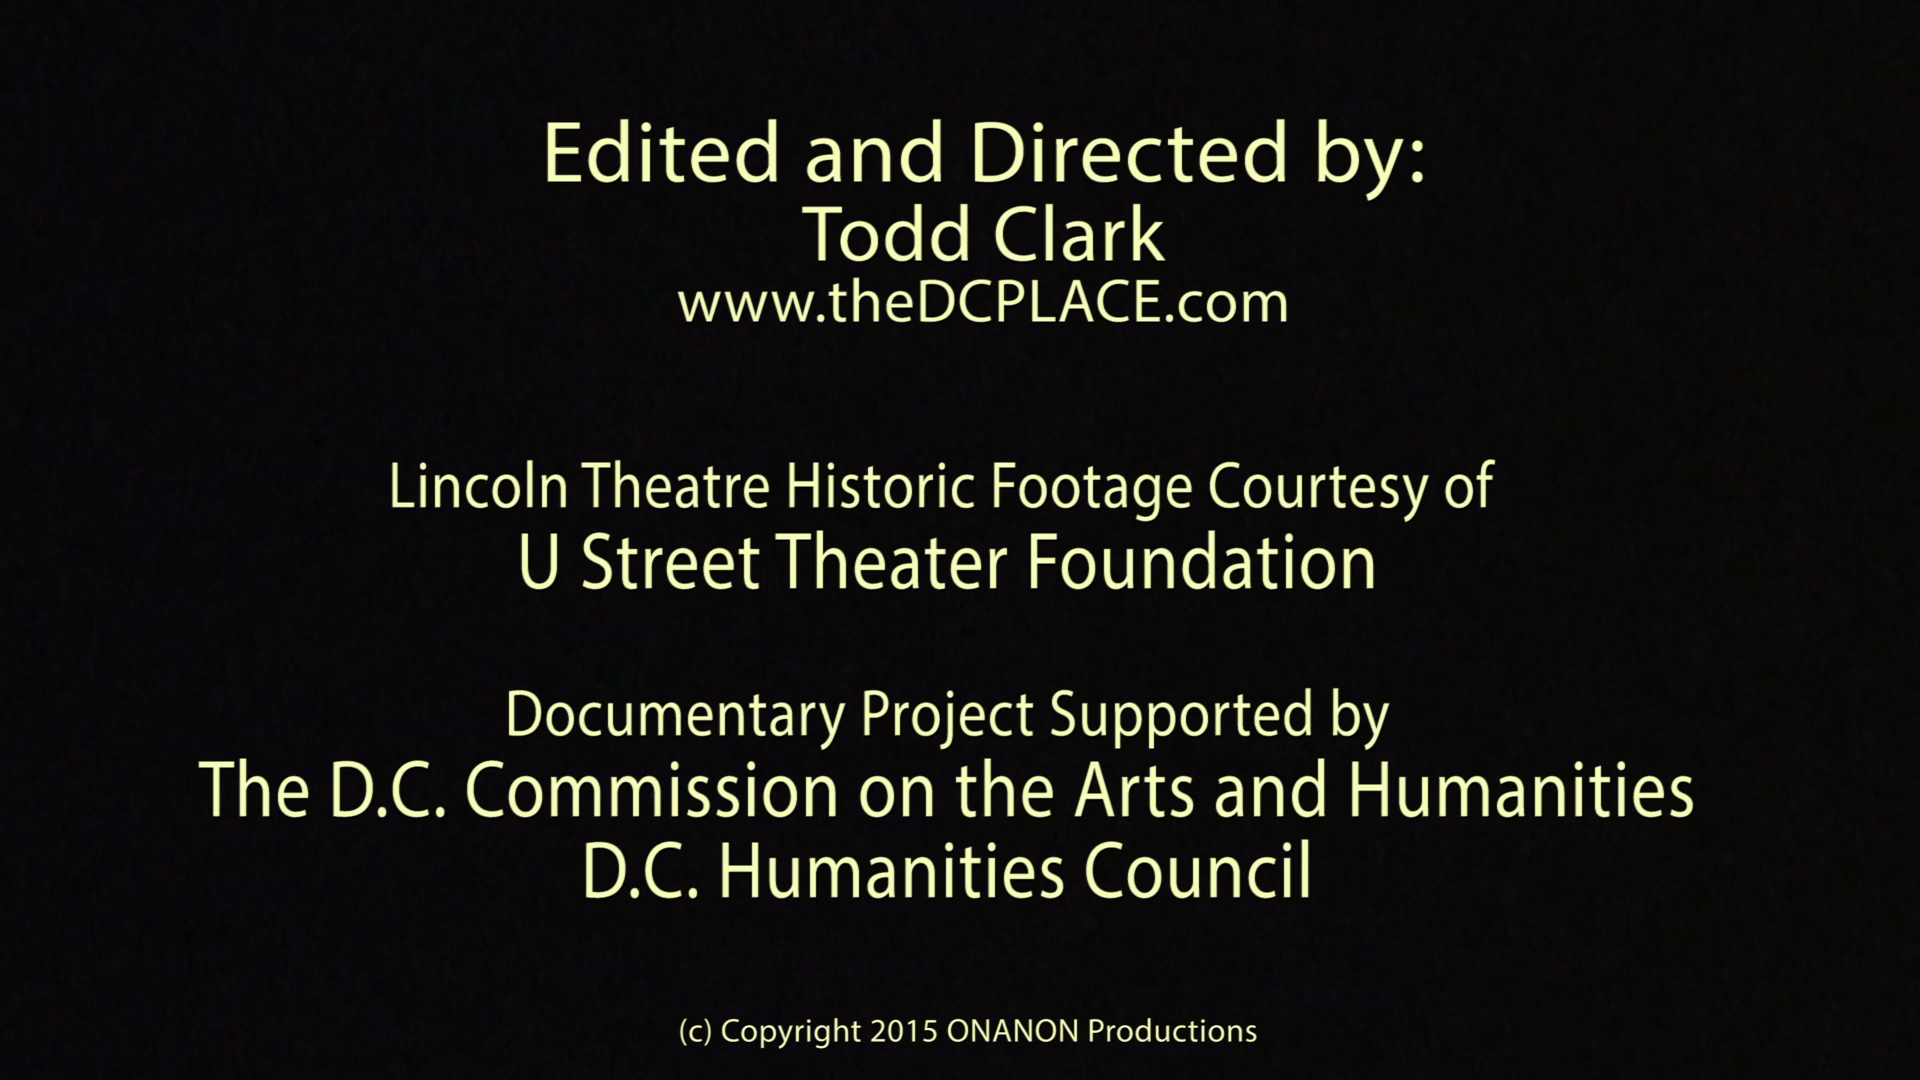 Edited and Directed by:
Todd Clark
www.theDCPLACE.com
Lincoln Theatre Historic Footage Courtesy of
U Street Theater Foundation
Documentary Project Supported by
The D.C. Commission on the Arts and Humanities
D.C. Humanities Council
(c) Copyright 2015 ONANON Productions